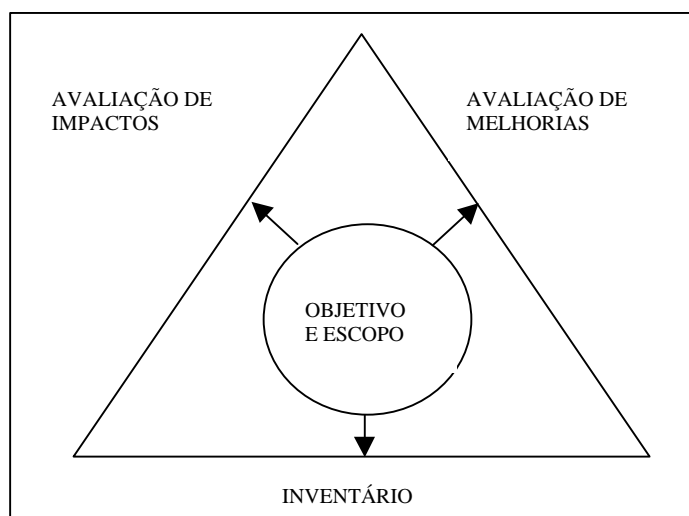 AVALIAÇÃO DE
IMPACTOS
AVALIAÇÃO DE
MELHORIAS
OBJETIVO
E ESCOPO
INVENTÁRIO